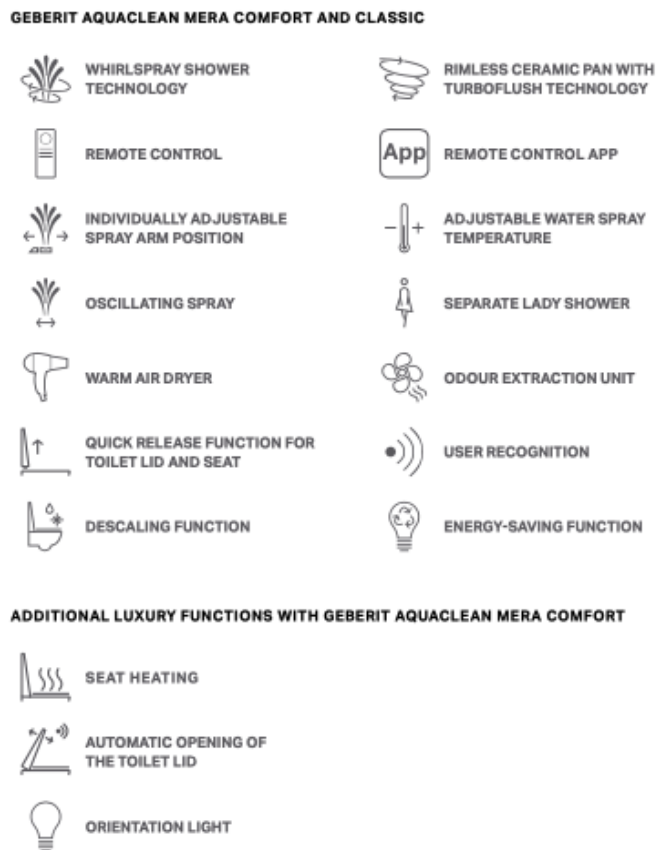 GEBERIT AQUACLEAN MERA COMFORT AND CLASSIC
WHIRLSPRAY SHOWER
TECHNOLOGY
RIMLESS CERAMIC PAN WITH
TURBOFLUSH TECHNOLOGY
REMOTE CONTROL
App
REMOTE CONTROL APP
INDIVIDUALLY ADJUSTABLE
SPRAY ARM POSITION
ADJUSTABLE WATER SPRAY
TEMPERATURE
OSCILLATING SPRAY
SEPARATE LADY SHOWER
WARM AIR DRYER
ODOUR EXTRACTION UNIT
QUICK RELEASE FUNCTION FOR
TOILET LID AND SEAT
USER RECOGNITION
DESCALING FUNCTION
ENERGY-SAVING FUNCTION
ADDITIONAL LUXURY FUNCTIONS WITH GEBERIT AQUACLEAN MERA COMFORT
SEAT HEATING
AUTOMATIC OPENING OF
THE TOILET LID
ORIENTATION LIGHT